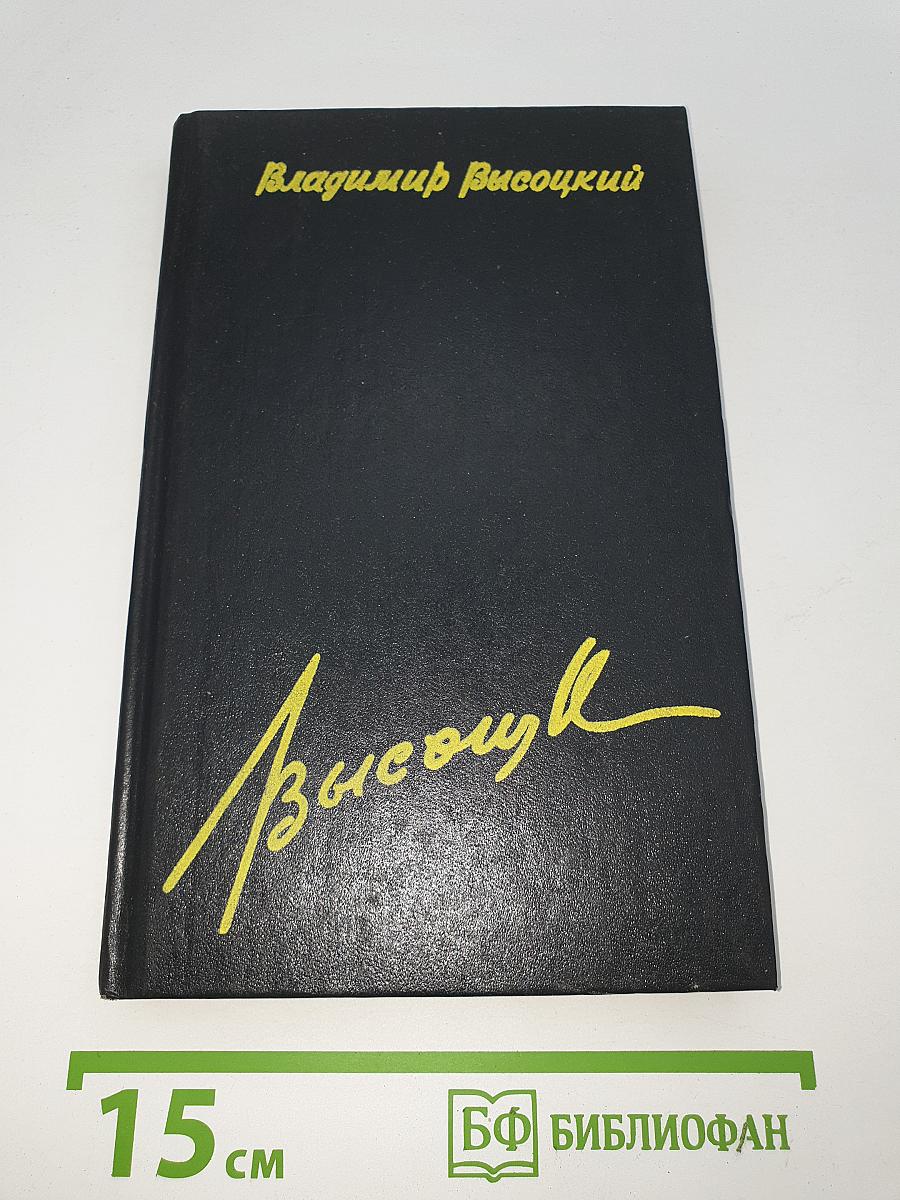 Владимир Высоцкий
Высоцк
15 см
БФ БИБЛИОФАН